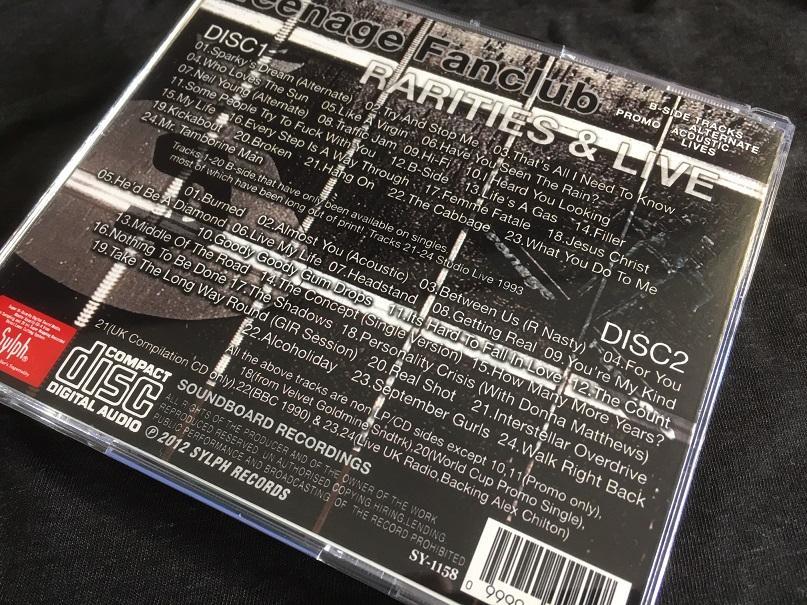 Teenage Fanclub
RARITIES & LIVE
B-SIDE TRACKS
ALTERNATE
PROMO ACOUSTIC
LIVES
DISC1
01.Sparky's Dream (Alternate) 02.Try And Stop Me 03.That's All I Need To Know
04.Who Loves The Sun 05.Like A Virgin 06.Have You Seen The Rain?
07.Neil Young (Alternate) 08.Traffic Jam 09.Hi-Fi 10.I Heard You Looking
11.Some People Try To Fuck With You 12.B-Side 13.Life's A Gas 14.Filler
15.My Life 16.Every Step Is A Way Through 17.Femme Fatale 18.Jesus Christ
19.Kickabout 20.Broken 21.Hang On 22.The Cabbage 23.What You Do To Me
24.Mr. Tamborine Man
Tracks 1-20 B-side that have only been available on singles
most of which have been long out of print! Tracks 21-24 Studio Live 1993
DISC2
01.Burned 02.Almost You (Acoustic) 03.Between Us (R Nasty) 04.For You
05.He'd Be A Diamond 06.Live My Life 07.Headstand 08.Getting Real 09.You're My Kind
10.Goody Goody Gum Drops 11.Its Hard To Fall In Love 12.The Count
13.Middle Of The Road 14.The Concept (Single Version) 15.How Many More Years?
16.Nothing To Be Done 17.The Shadows 18.Personality Crisis (With Donna Matthews)
19.Take The Long Way Round (GLR Session) 20.Real Shot 21.Interstellar Overdrive
22.Alcoholiday 23.September Gurls 24.Walk Right Back
All the above tracks are non LP/CD sides except 10.11(Promo only),
18(from Velvet Goldmine Sndtrk),20(World Cup Promo Single),
21(UK Compilation CD only),22(BBC 1990) & 23,24(Live UK Radio,Backing Alex Chilton)
Sylph®
COMPACT
disc
DIGITAL AUDIO
SOUNDBOARD RECORDINGS
ALL RIGHTS OF THE PRODUCER AND OF THE OWNER OF THE WORK
REPRODUCED RESERVED. UNAUTHORISED COPYING,HIRING,LENDING
PUBLIC PERFORMANCE AND BROADCASTING OF THE RECORD PROHIBITED
℗ 2012 SYLPH RECORDS
SY-1158
0 9990